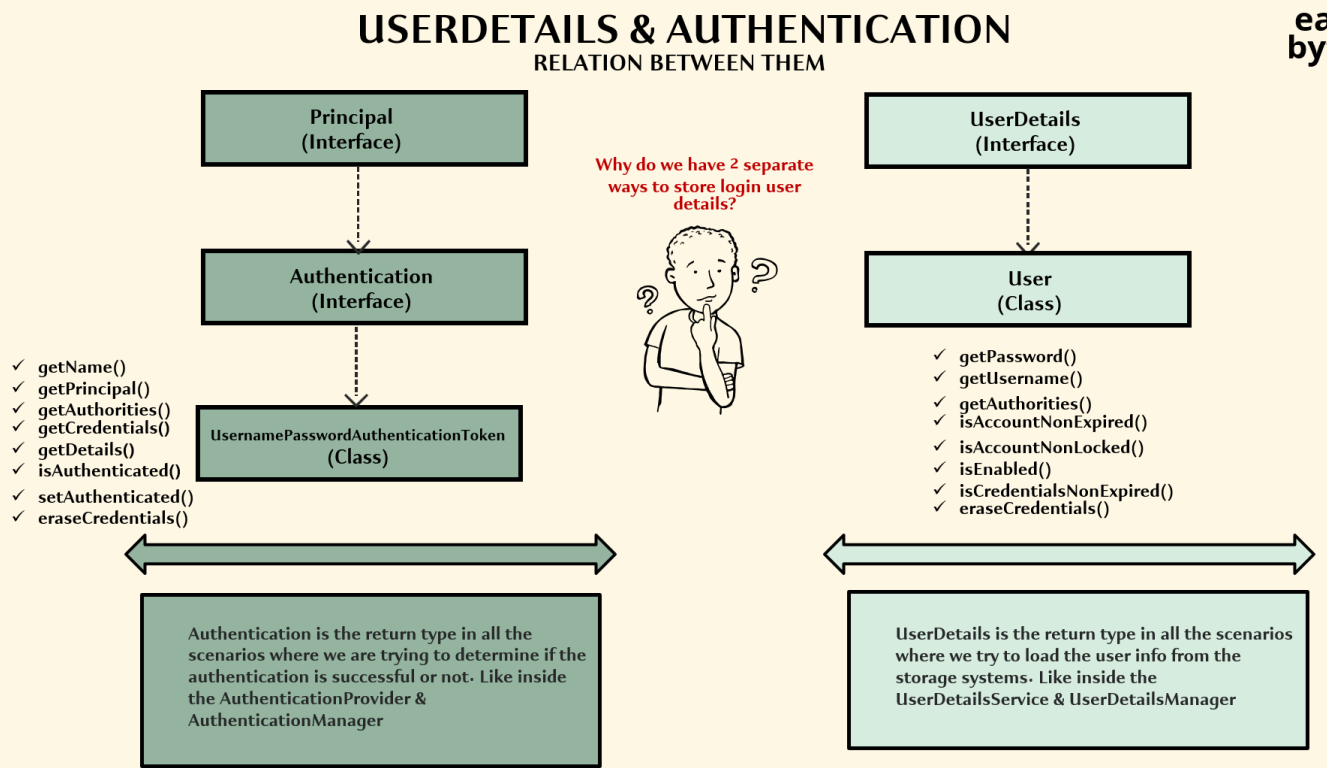 USERDETAILS & AUTHENTICATION
RELATION BETWEEN THEM
ea
by
Principal
(Interface)
Authentication
(Interface)
UsernamePasswordAuthenticationToken
(Class)
✓ getName()
✓ getPrincipal()
✓ getAuthorities()
✓ getCredentials()
✓ getDetails()
✓ isAuthenticated()
✓ setAuthenticated()
✓ eraseCredentials()
Authentication is the return type in all the
scenarios where we are trying to determine if the
authentication is successful or not. Like inside
the AuthenticationProvider &
AuthenticationManager
Why do we have 2 separate
ways to store login user
details?
? ?
UserDetails
(Interface)
User
(Class)
✓ getPassword()
✓ getUsername()
✓ getAuthorities()
✓ isAccountNonExpired()
✓ isAccountNonLocked()
✓ isEnabled()
✓ isCredentialsNonExpired()
✓ eraseCredentials()
UserDetails is the return type in all the scenarios
where we try to load the user info from the
storage systems. Like inside the
UserDetailsService & UserDetailsManager